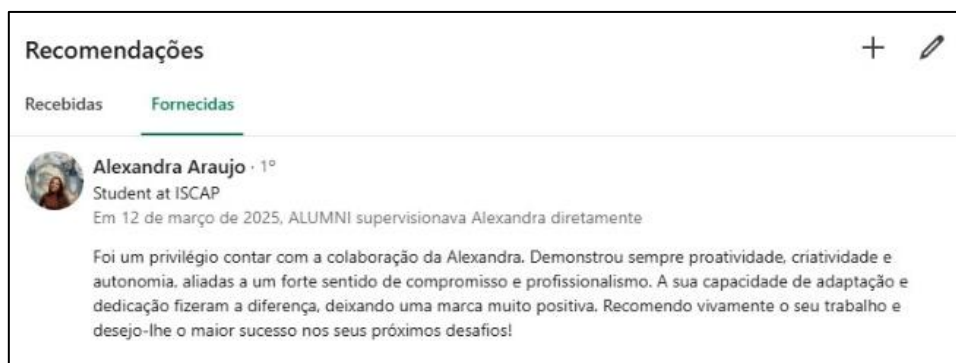 Recomendações
Recebidas Fornecidas
Alexandra Araujo · 1º
Student at ISCAP
Em 12 de março de 2025, ALUMNI supervisionava Alexandra diretamente
Foi um privilégio contar com a colaboração da Alexandra. Demonstrou sempre proatividade, criatividade e
autonomia, aliadas a um forte sentido de compromisso e profissionalismo. A sua capacidade de adaptação e
dedicação fizeram a diferença, deixando uma marca muito positiva. Recomendo vivamente o seu trabalho e
desejo-lhe o maior sucesso nos seus próximos desafios!